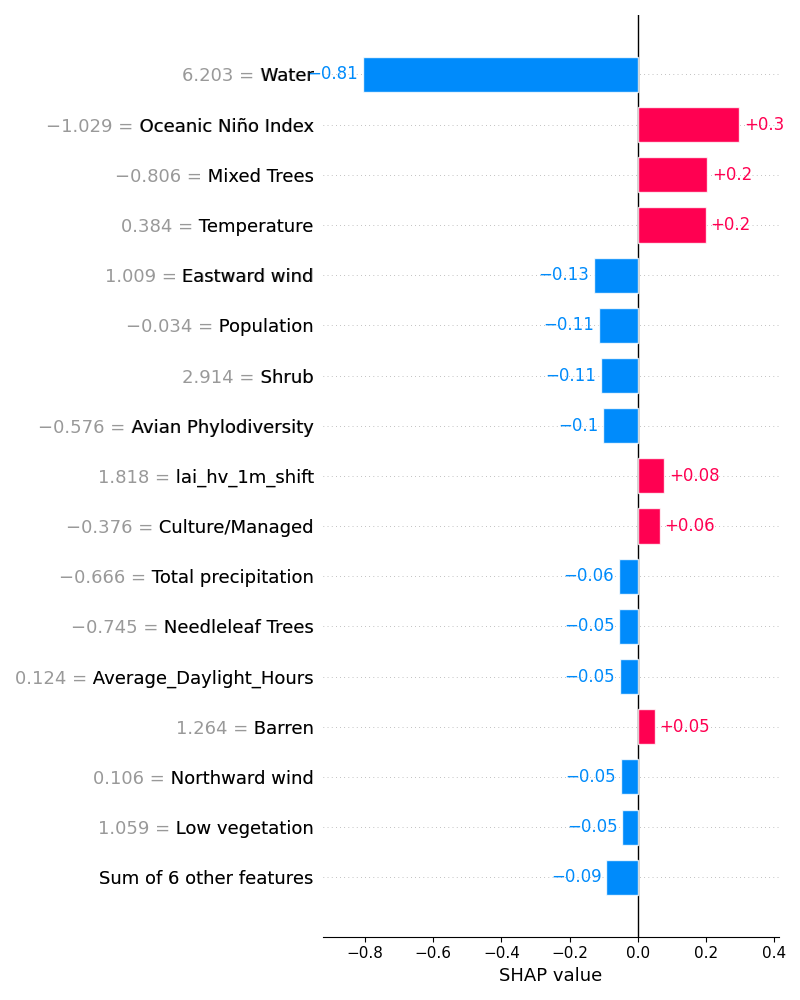 6.203 = Water −0.81
−1.029 = Oceanic Niño Index +0.3
−0.806 = Mixed Trees +0.2
0.384 = Temperature +0.2
1.009 = Eastward wind −0.13
−0.034 = Population −0.11
2.914 = Shrub −0.11
−0.576 = Avian Phylodiversity −0.1
1.818 = lai_hv_1m_shift +0.08
−0.376 = Culture/Managed +0.06
−0.666 = Total precipitation −0.06
−0.745 = Needleleaf Trees −0.05
0.124 = Average_Daylight_Hours −0.05
1.264 = Barren +0.05
0.106 = Northward wind −0.05
1.059 = Low vegetation −0.05
Sum of 6 other features −0.09
−0.8 −0.6 −0.4 −0.2 0.0 0.2 0.4
SHAP value